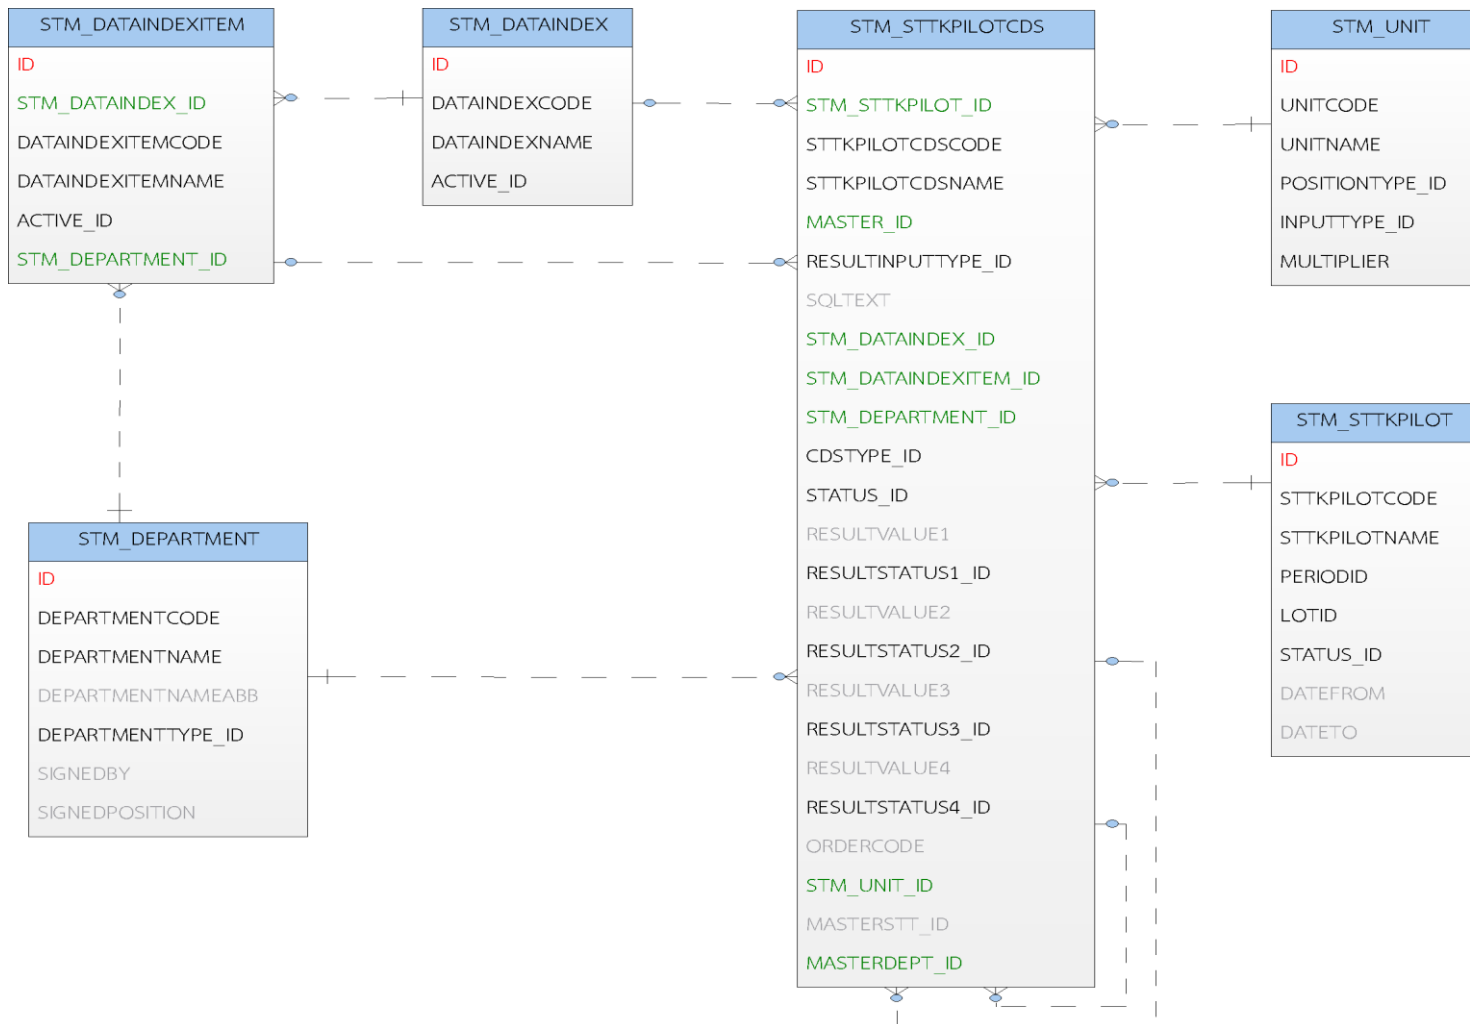 STM_DATAINDEXITEM
ID
STM_DATAINDEX_ID
DATAINDEXITEMCODE
DATAINDEXITEMNAME
ACTIVE_ID
STM_DEPARTMENT_ID
STM_DATAINDEX
ID
DATAINDEXCODE
DATAINDEXNAME
ACTIVE_ID
STM_STTKPILOTCDS
ID
STM_STTKPILOT_ID
STTKPILOTCDSCODE
STTKPILOTCDSNAME
MASTER_ID
RESULTINPUTTYPE_ID
SQLTEXT
STM_DATAINDEX_ID
STM_DATAINDEXITEM_ID
STM_DEPARTMENT_ID
CDSTYPE_ID
STATUS_ID
RESULTVALUE1
RESULTSTATUS1_ID
RESULTVALUE2
RESULTSTATUS2_ID
RESULTVALUE3
RESULTSTATUS3_ID
RESULTVALUE4
RESULTSTATUS4_ID
ORDERCODE
STM_UNIT_ID
MASTERSTT_ID
MASTERDEPT_ID
STM_UNIT
ID
UNITCODE
UNITNAME
POSITIONTYPE_ID
INPUTTYPE_ID
MULTIPLIER
STM_STTKPILOT
ID
STTKPILOTCODE
STTKPILOTNAME
PERIODID
LOTID
STATUS_ID
DATEFROM
DATETO
STM_DEPARTMENT
ID
DEPARTMENTCODE
DEPARTMENTNAME
DEPARTMENTNAMEABB
DEPARTMENTTYPE_ID
SIGNEDBY
SIGNEDPOSITION